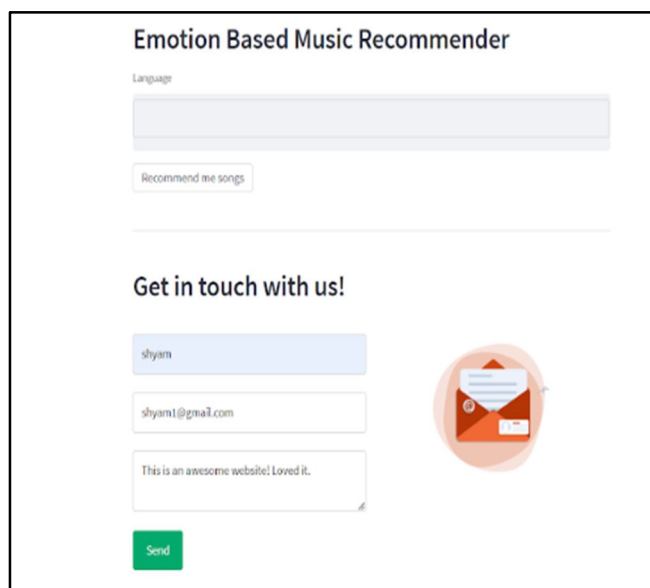 Emotion Based Music Recommender
Language
Recommend me songs
Get in touch with us!
shyam
shyam1@gmail.com
This is an awesome website! Loved it.
Send